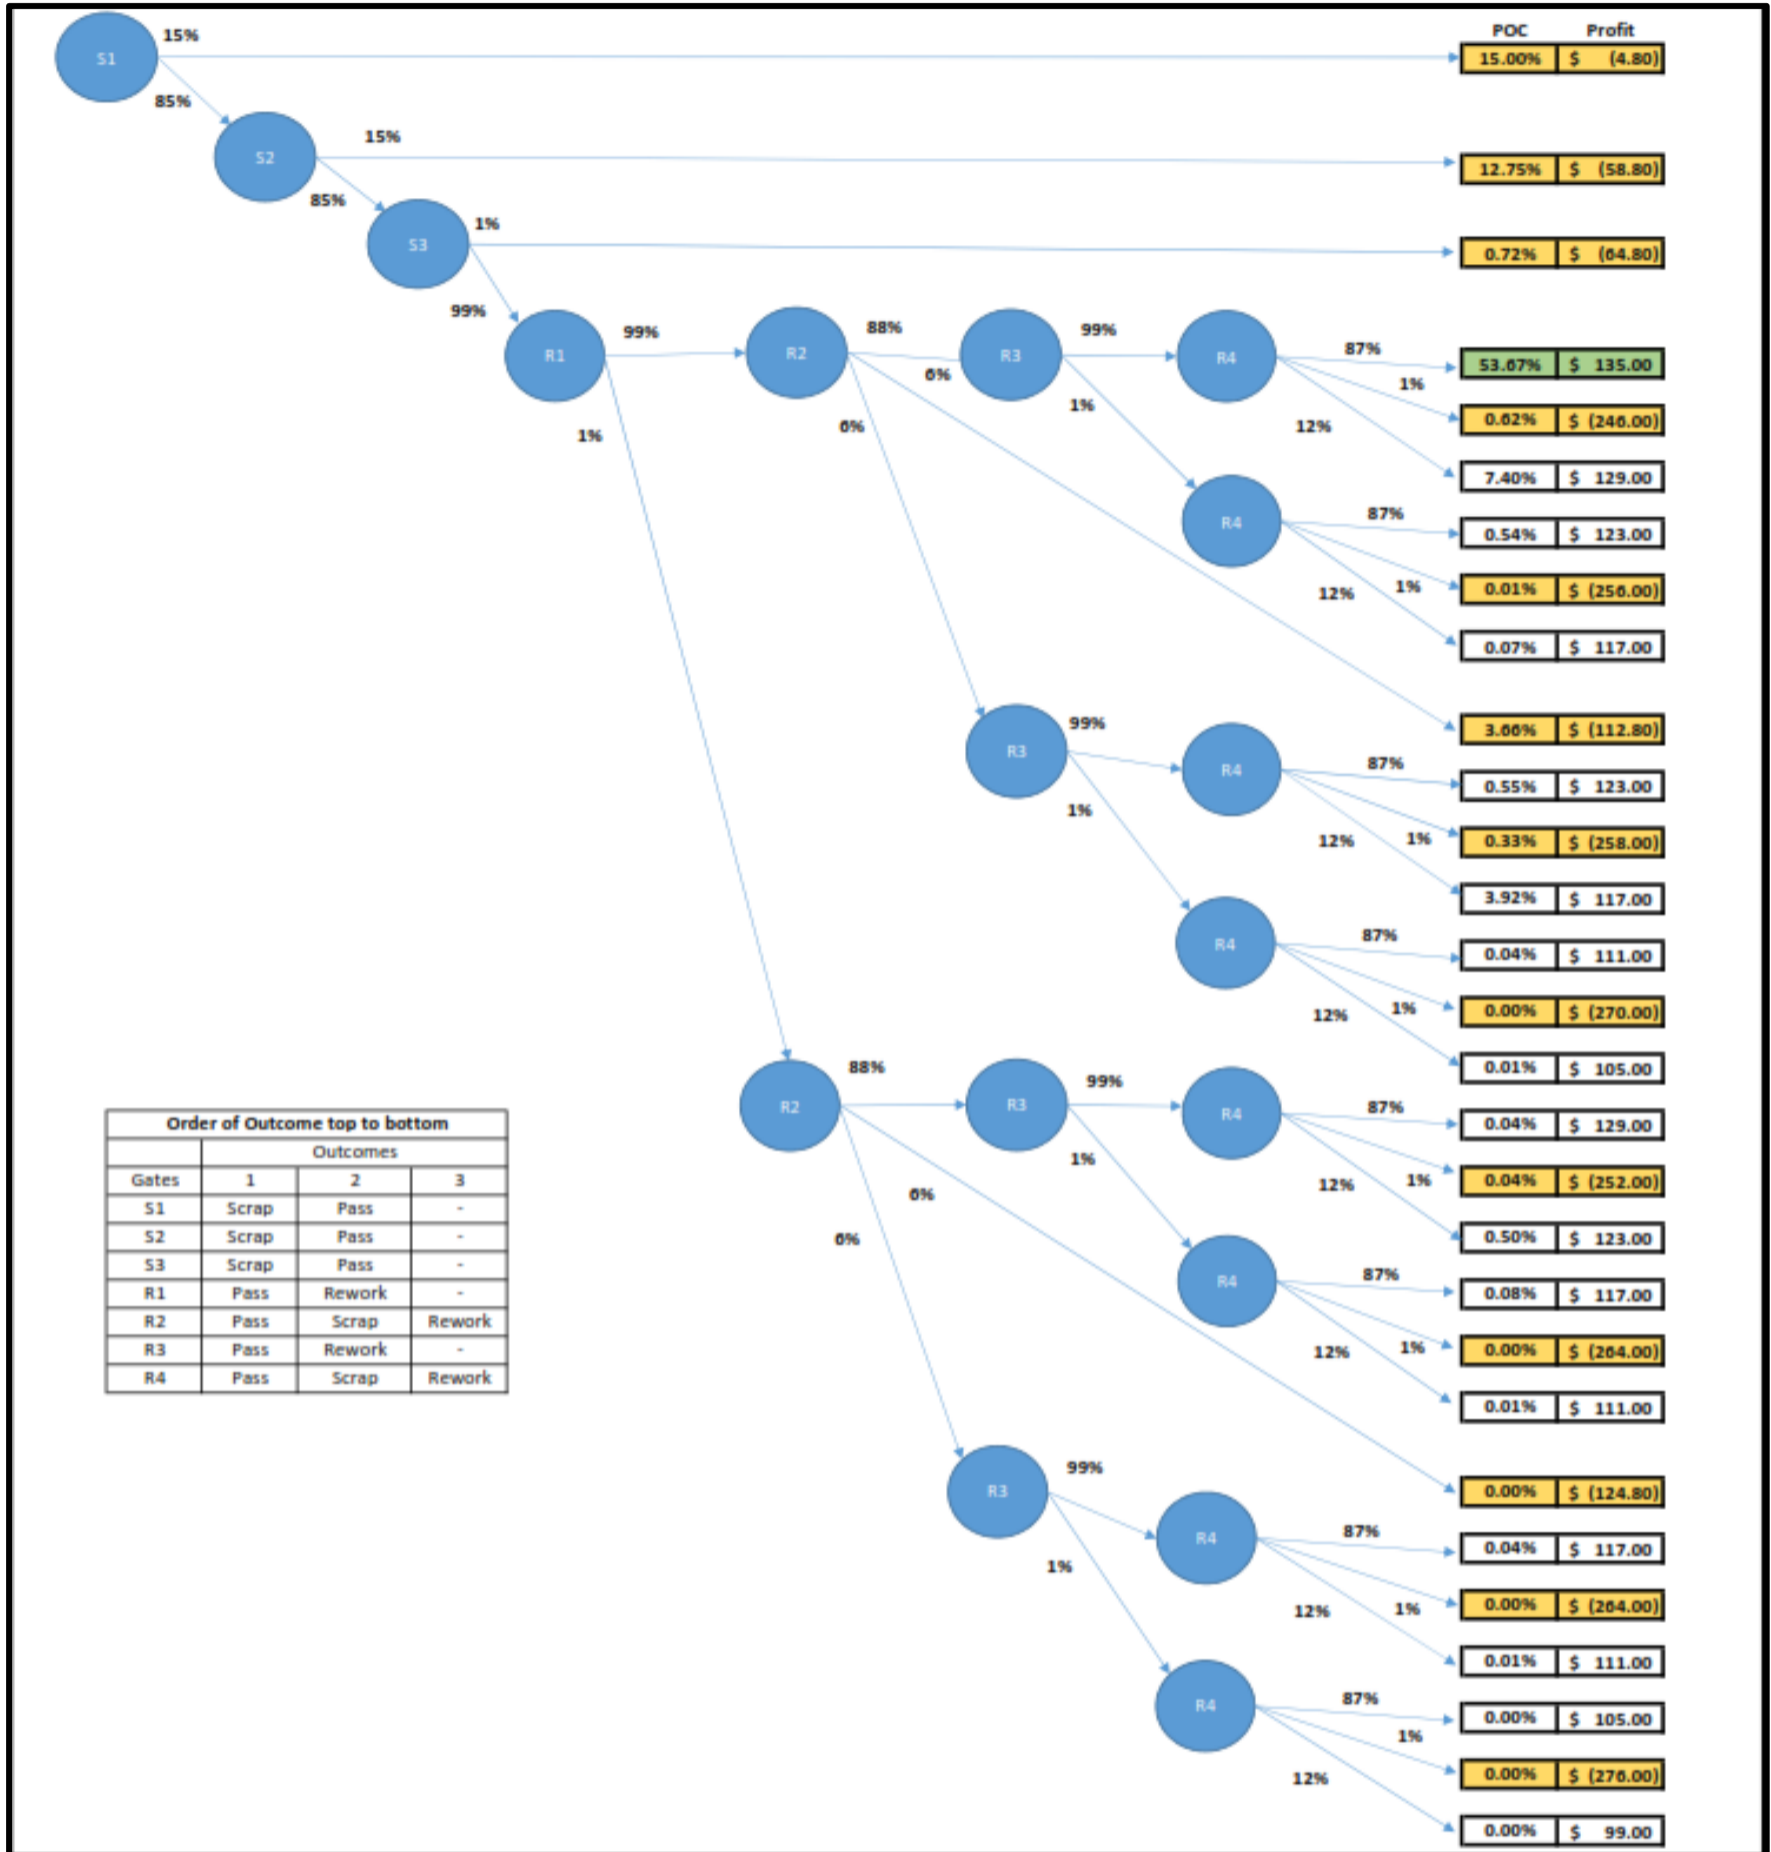 POC Profit
S1 15% 15.00% $ (4.80)
85%
S2 15% 12.75% $ (58.80)
85%
S3 1% 0.72% $ (64.80)
99%
R1 99% R2 88% R3 99% R4 87% 53.67% $ 135.00
6% 1%
1% 6% 1% 12% 0.62% $ (246.00)
7.40% $ 129.00
R4 87% 0.54% $ 123.00
12% 1% 0.01% $ (256.00)
0.07% $ 117.00
3.66% $ (112.80)
R3 99% R4 87% 0.55% $ 123.00
1% 12% 1% 0.33% $ (258.00)
3.92% $ 117.00
R4 87% 0.04% $ 111.00
12% 1% 0.00% $ (270.00)
0.01% $ 105.00
R2 88% R3 99% R4 87% 0.04% $ 129.00
6% 1% 12% 1% 0.04% $ (252.00)
6% 0.50% $ 123.00
R4 87% 0.08% $ 117.00
12% 1% 0.00% $ (264.00)
0.01% $ 111.00
0.00% $ (124.80)
R3 99% R4 87% 0.04% $ 117.00
1% 12% 1% 0.00% $ (264.00)
0.01% $ 111.00
R4 87% 0.00% $ 105.00
1%
12% 0.00% $ (276.00)
0.00% $ 99.00
Order of Outcome top to bottom
Outcomes
Gates 1 2 3
S1 Scrap Pass -
S2 Scrap Pass -
S3 Scrap Pass -
R1 Pass Rework -
R2 Pass Scrap Rework
R3 Pass Rework -
R4 Pass Scrap Rework